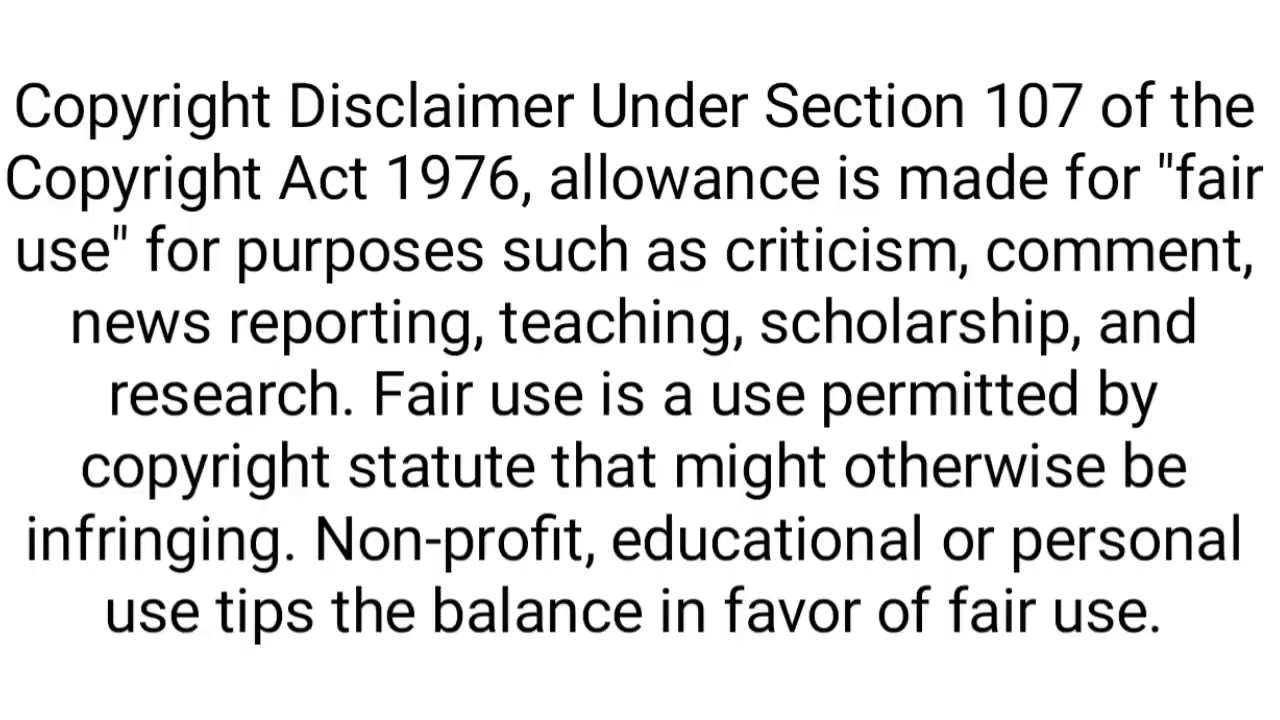 Copyright Disclaimer Under Section 107 of the
Copyright Act 1976, allowance is made for "fair
use" for purposes such as criticism, comment,
news reporting, teaching, scholarship, and
research. Fair use is a use permitted by
copyright statute that might otherwise be
infringing. Non-profit, educational or personal
use tips the balance in favor of fair use.